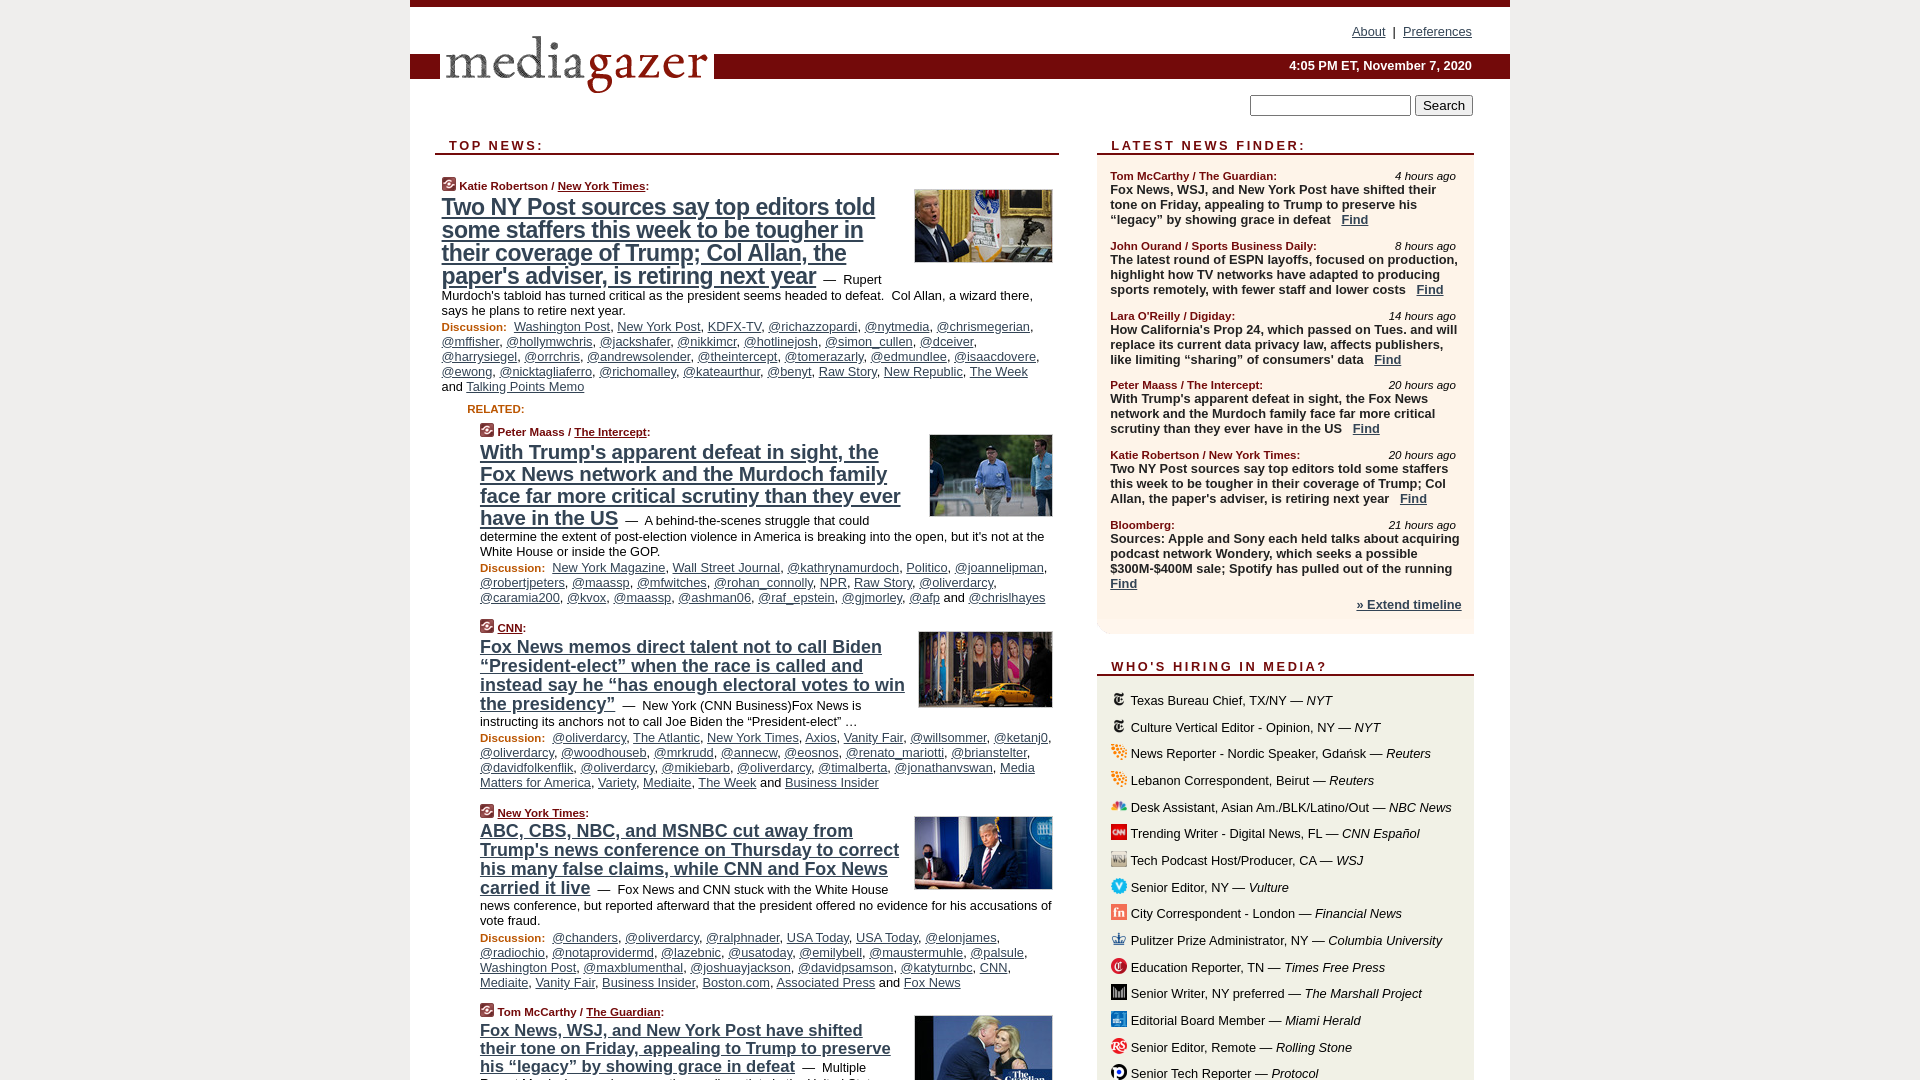 About | Preferences
mediagazer
4:05 PM ET, November 7, 2020
Search
TOP NEWS:
Katie Robertson / New York Times:
Two NY Post sources say top editors told
some staffers this week to be tougher in
their coverage of Trump; Col Allan, the
paper's adviser, is retiring next year — Rupert
Murdoch's tabloid has turned critical as the president seems headed to defeat. Col Allan, a wizard there,
says he plans to retire next year.
Discussion: Washington Post, New York Post, KDFX-TV, @richazzopardi, @nytmedia, @chrismegerian,
@mffisher, @hollymwchris, @jackshafer, @nikkimcr, @hotlinejosh, @simon_cullen, @dceiver,
@harrysiegel, @orrchris, @andrewsolender, @theintercept, @tomerazarly, @edmundlee, @isaacdovere,
@ewong, @nicktagliaferro, @richomalley, @kateaurthur, @benyt, Raw Story, New Republic, The Week
and Talking Points Memo
RELATED:
Peter Maass / The Intercept:
With Trump's apparent defeat in sight, the
Fox News network and the Murdoch family
face far more critical scrutiny than they ever
have in the US — A behind-the-scenes struggle that could
determine the extent of post-election violence in America is breaking into the open, but it's not at the
White House or inside the GOP.
Discussion: New York Magazine, Wall Street Journal, @kathrynamurdoch, Politico, @joannelipman,
@robertjpeters, @maassp, @mfwitches, @rohan_connolly, NPR, Raw Story, @oliverdarcy,
@caramia200, @kvox, @maassp, @ashman06, @raf_epstein, @gjmorley, @afp and @chrislhayes
CNN:
Fox News memos direct talent not to call Biden
“President-elect” when the race is called and
instead say he “has enough electoral votes to win
the presidency” — New York (CNN Business)Fox News is
instructing its anchors not to call Joe Biden the “President-elect” …
Discussion: @oliverdarcy, The Atlantic, New York Times, Axios, Vanity Fair, @willsommer, @ketanj0,
@oliverdarcy, @woodhouseb, @mrkrudd, @annecw, @eosnos, @renato_mariotti, @brianstelter,
@davidfolkenflik, @oliverdarcy, @mikiebarb, @oliverdarcy, @timalberta, @jonathanvswan, Media
Matters for America, Variety, Mediaite, The Week and Business Insider
New York Times:
ABC, CBS, NBC, and MSNBC cut away from
Trump's news conference on Thursday to correct
his many false claims, while CNN and Fox News
carried it live — Fox News and CNN stuck with the White House
news conference, but reported afterward that the president offered no evidence for his accusations of
vote fraud.
Discussion: @chanders, @oliverdarcy, @ralphnader, USA Today, USA Today, @elonjames,
@radiochio, @notaprovidermd, @lazebnic, @usatoday, @emilybell, @maustermuhle, @palsule,
Washington Post, @maxblumenthal, @joshuayjackson, @davidpsamson, @katyturnbc, CNN,
Mediaite, Vanity Fair, Business Insider, Boston.com, Associated Press and Fox News
Tom McCarthy / The Guardian:
Fox News, WSJ, and New York Post have shifted
their tone on Friday, appealing to Trump to preserve
his “legacy” by showing grace in defeat — Multiple
LATEST NEWS FINDER:
Tom McCarthy / The Guardian: 4 hours ago
Fox News, WSJ, and New York Post have shifted their
tone on Friday, appealing to Trump to preserve his
“legacy” by showing grace in defeat Find
John Ourand / Sports Business Daily: 8 hours ago
The latest round of ESPN layoffs, focused on production,
highlight how TV networks have adapted to producing
sports remotely, with fewer staff and lower costs Find
Lara O'Reilly / Digiday: 14 hours ago
How California's Prop 24, which passed on Tues. and will
replace its current data privacy law, affects publishers,
like limiting “sharing” of consumers' data Find
Peter Maass / The Intercept: 20 hours ago
With Trump's apparent defeat in sight, the Fox News
network and the Murdoch family face far more critical
scrutiny than they ever have in the US Find
Katie Robertson / New York Times: 20 hours ago
Two NY Post sources say top editors told some staffers
this week to be tougher in their coverage of Trump; Col
Allan, the paper's adviser, is retiring next year Find
Bloomberg: 21 hours ago
Sources: Apple and Sony each held talks about acquiring
podcast network Wondery, which seeks a possible
$300M-$400M sale; Spotify has pulled out of the running
Find
» Extend timeline
WHO'S HIRING IN MEDIA?
Texas Bureau Chief, TX/NY — NYT
Culture Vertical Editor - Opinion, NY — NYT
News Reporter - Nordic Speaker, Gdańsk — Reuters
Lebanon Correspondent, Beirut — Reuters
Desk Assistant, Asian Am./BLK/Latino/Out — NBC News
Trending Writer - Digital News, FL — CNN Español
Tech Podcast Host/Producer, CA — WSJ
Senior Editor, NY — Vulture
City Correspondent - London — Financial News
Pulitzer Prize Administrator, NY — Columbia University
Education Reporter, TN — Times Free Press
Senior Writer, NY preferred — The Marshall Project
Editorial Board Member — Miami Herald
Senior Editor, Remote — Rolling Stone
Senior Tech Reporter — Protocol